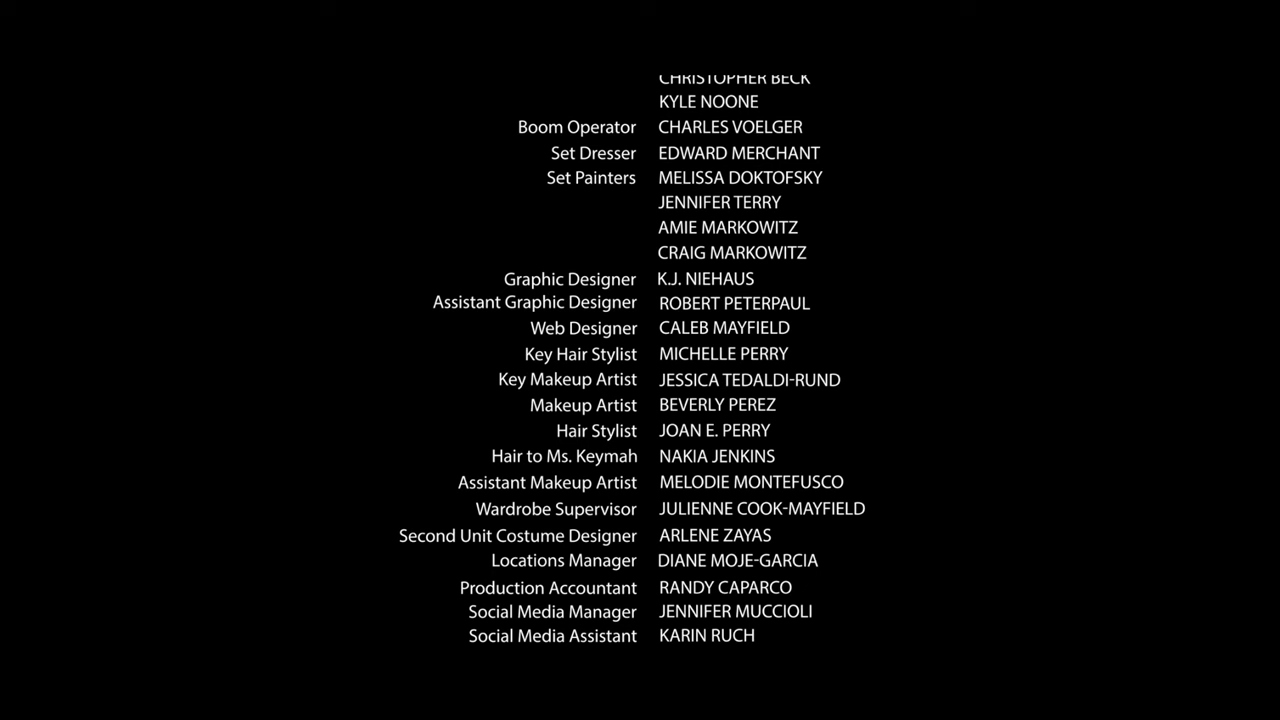 CHRISTOPHER BECK
KYLE NOONE
Boom Operator CHARLES VOELGER
Set Dresser EDWARD MERCHANT
Set Painters MELISSA DOKTOFSKY
JENNIFER TERRY
AMIE MARKOWITZ
CRAIG MARKOWITZ
Graphic Designer K.J. NIEHAUS
Assistant Graphic Designer ROBERT PETERPAUL
Web Designer CALEB MAYFIELD
Key Hair Stylist MICHELLE PERRY
Key Makeup Artist JESSICA TEDALDI-RUND
Makeup Artist BEVERLY PEREZ
Hair Stylist JOAN E. PERRY
Hair to Ms. Keymah NAKIA JENKINS
Assistant Makeup Artist MELODIE MONTEFUSCO
Wardrobe Supervisor JULIENNE COOK-MAYFIELD
Second Unit Costume Designer ARLENE ZAYAS
Locations Manager DIANE MOJE-GARCIA
Production Accountant RANDY CAPARCO
Social Media Manager JENNIFER MUCCIOLI
Social Media Assistant KARIN RUCH